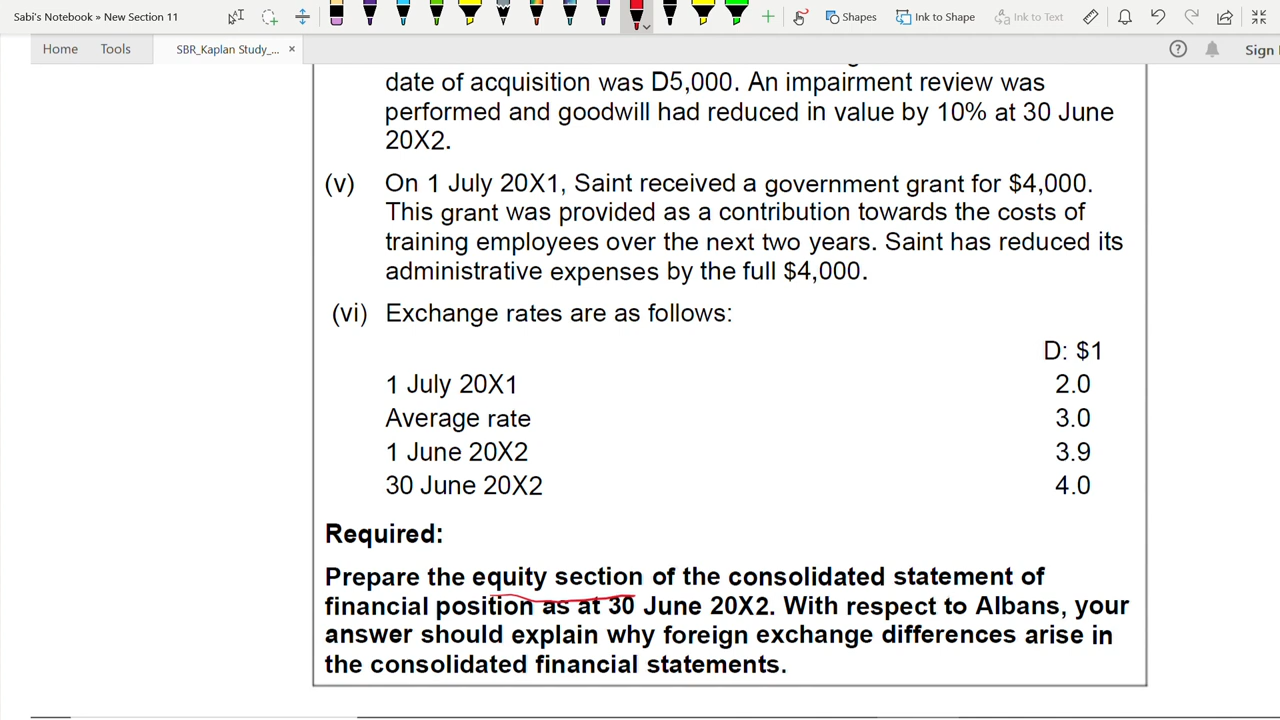 Sabi's Notebook » New Section 11
Shapes
Ink to Shape
Ink to Text
Home
Tools
SBR_Kaplan Study_...
×
Sign
date of acquisition was D5,000. An impairment review was
performed and goodwill had reduced in value by 10% at 30 June
20X2.
(v) On 1 July 20X1, Saint received a government grant for $4,000.
This grant was provided as a contribution towards the costs of
training employees over the next two years. Saint has reduced its
administrative expenses by the full $4,000.
(vi) Exchange rates are as follows:
D: $1
1 July 20X1 2.0
Average rate 3.0
1 June 20X2 3.9
30 June 20X2 4.0
Required:
Prepare the equity section of the consolidated statement of
financial position as at 30 June 20X2. With respect to Albans, your
answer should explain why foreign exchange differences arise in
the consolidated financial statements.